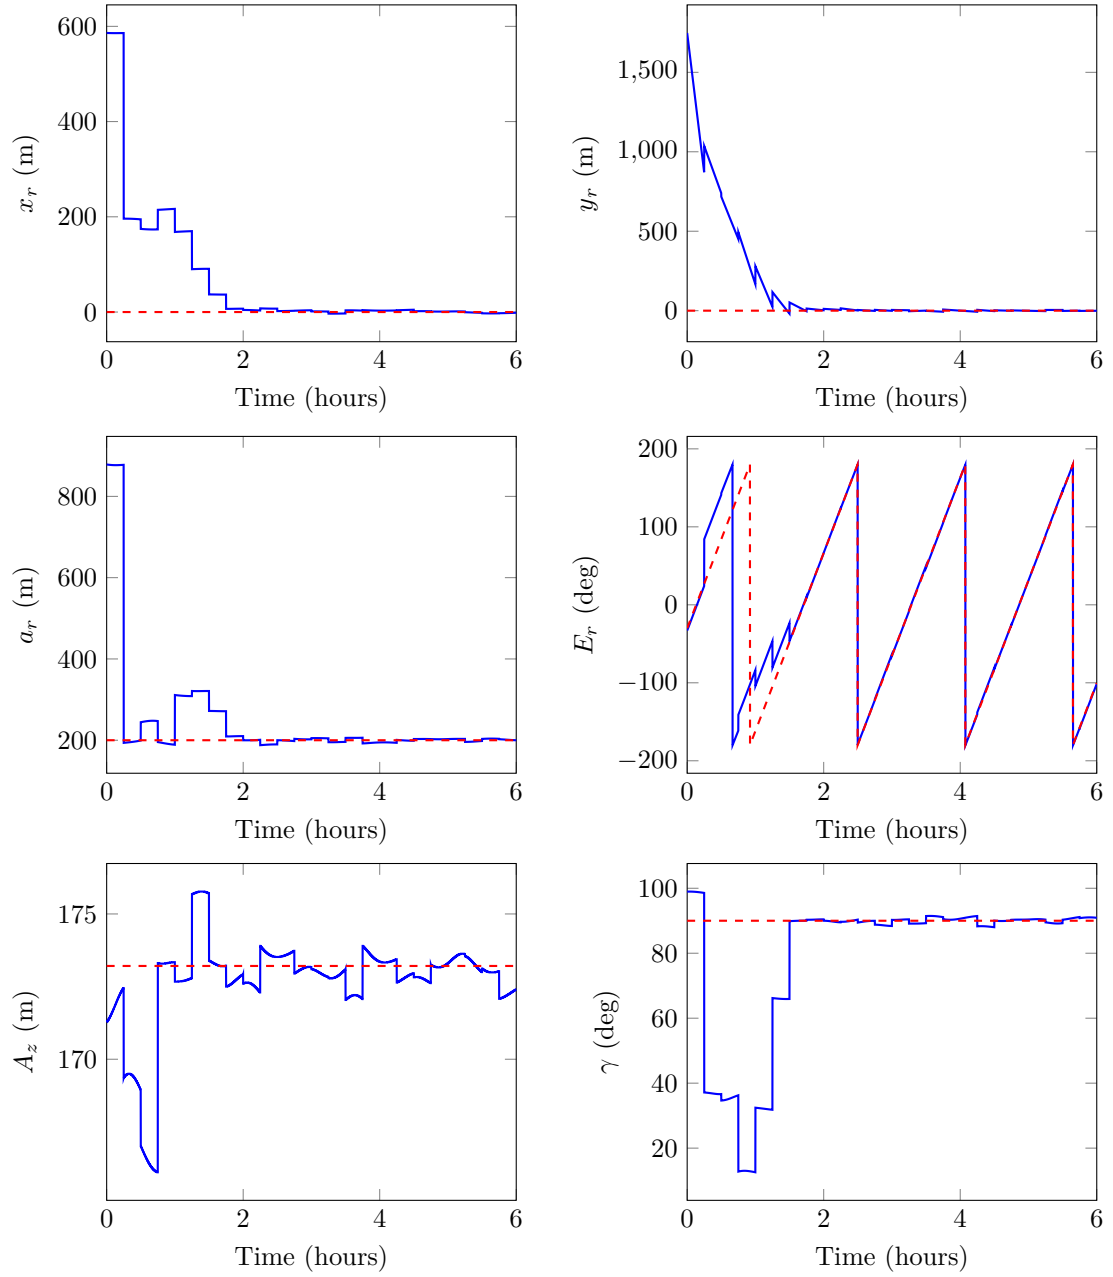 600
400
200
0
x_r (m)
0 2 4 6
Time (hours)
1,500
1,000
500
0
y_r (m)
0 2 4 6
Time (hours)
800
600
400
200
a_r (m)
0 2 4 6
Time (hours)
200
100
0
−100
−200
E_r (deg)
0 2 4 6
Time (hours)
175
170
A_z (m)
0 2 4 6
Time (hours)
100
80
60
40
20
γ (deg)
0 2 4 6
Time (hours)